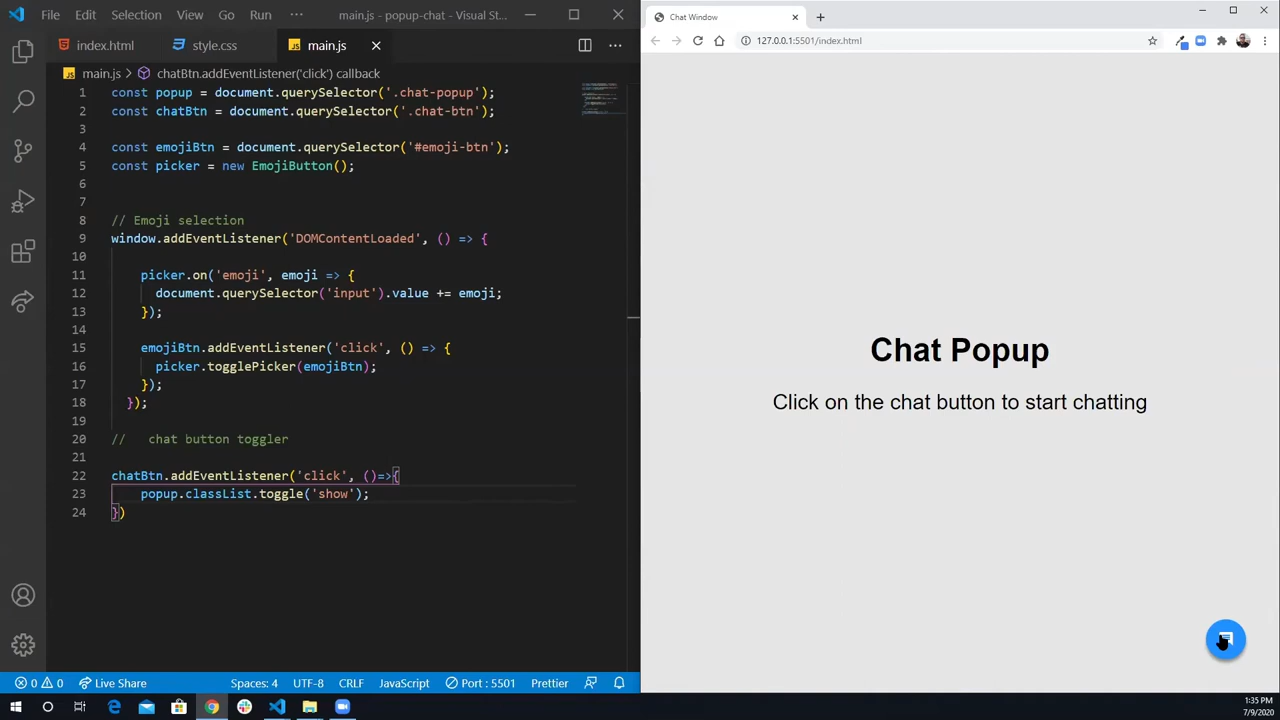 File Edit Selection View Go Run ··· main.js - popup-chat - Visual St...
index.html style.css JS main.js
JS main.js > chatBtn.addEventListener('click') callback
1 const popup = document.querySelector('.chat-popup');
2 const chatBtn = document.querySelector('.chat-btn');
3
4 const emojiBtn = document.querySelector('#emoji-btn');
5 const picker = new EmojiButton();
6
7
8 // Emoji selection
9 window.addEventListener('DOMContentLoaded', () => {
10
11 picker.on('emoji', emoji => {
12 document.querySelector('input').value += emoji;
13 });
14
15 emojiBtn.addEventListener('click', () => {
16 picker.togglePicker(emojiBtn);
17 });
18 });
19
20 // chat button toggler
21
22 chatBtn.addEventListener('click', ()=>{
23 popup.classList.toggle('show');
24 })
0 0 Live Share Spaces: 4 UTF-8 CRLF JavaScript Port : 5501 Prettier
Chat Window
127.0.0.1:5501/index.html
Chat Popup
Click on the chat button to start chatting
1:35 PM
7/9/2020